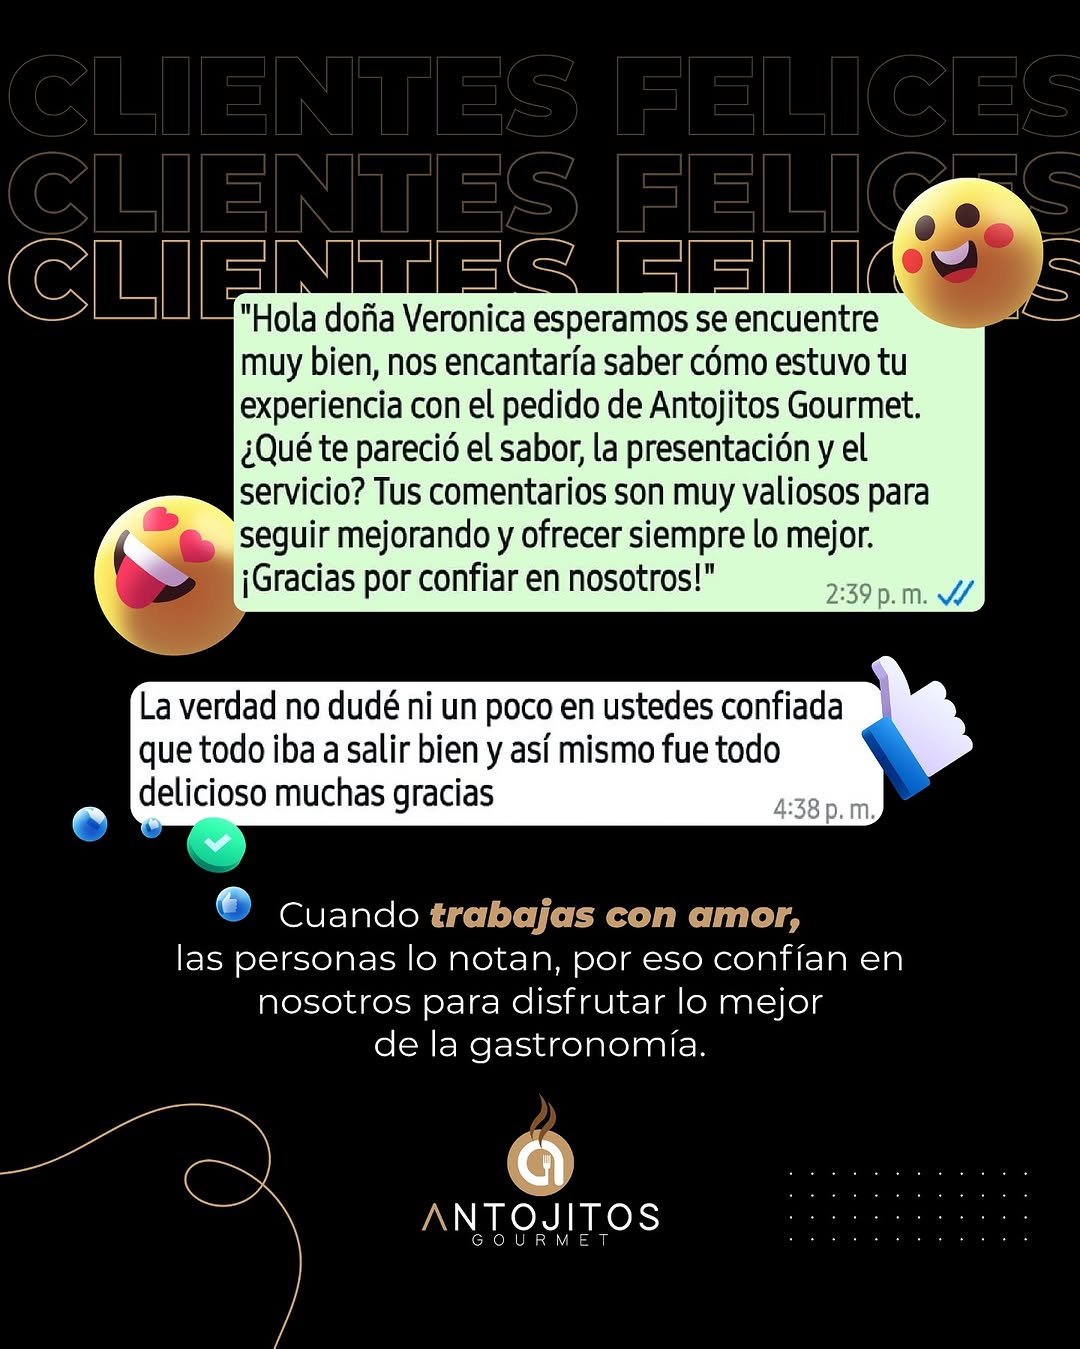 CLIENTES FELICES
CLIENTES FELICES
CLIENTES FELICES
"Hola doña Veronica esperamos se encuentre
muy bien, nos encantaría saber cómo estuvo tu
experiencia con el pedido de Antojitos Gourmet.
¿Qué te pareció el sabor, la presentación y el
servicio? Tus comentarios son muy valiosos para
seguir mejorando y ofrecer siempre lo mejor.
¡Gracias por confiar en nosotros!"
2:39 p. m.
La verdad no dudé ni un poco en ustedes confiada
que todo iba a salir bien y así mismo fue todo
delicioso muchas gracias
4:38 p. m.
Cuando trabajas con amor,
las personas lo notan, por eso confían en
nosotros para disfrutar lo mejor
de la gastronomía.
ANTOJITOS
GOURMET